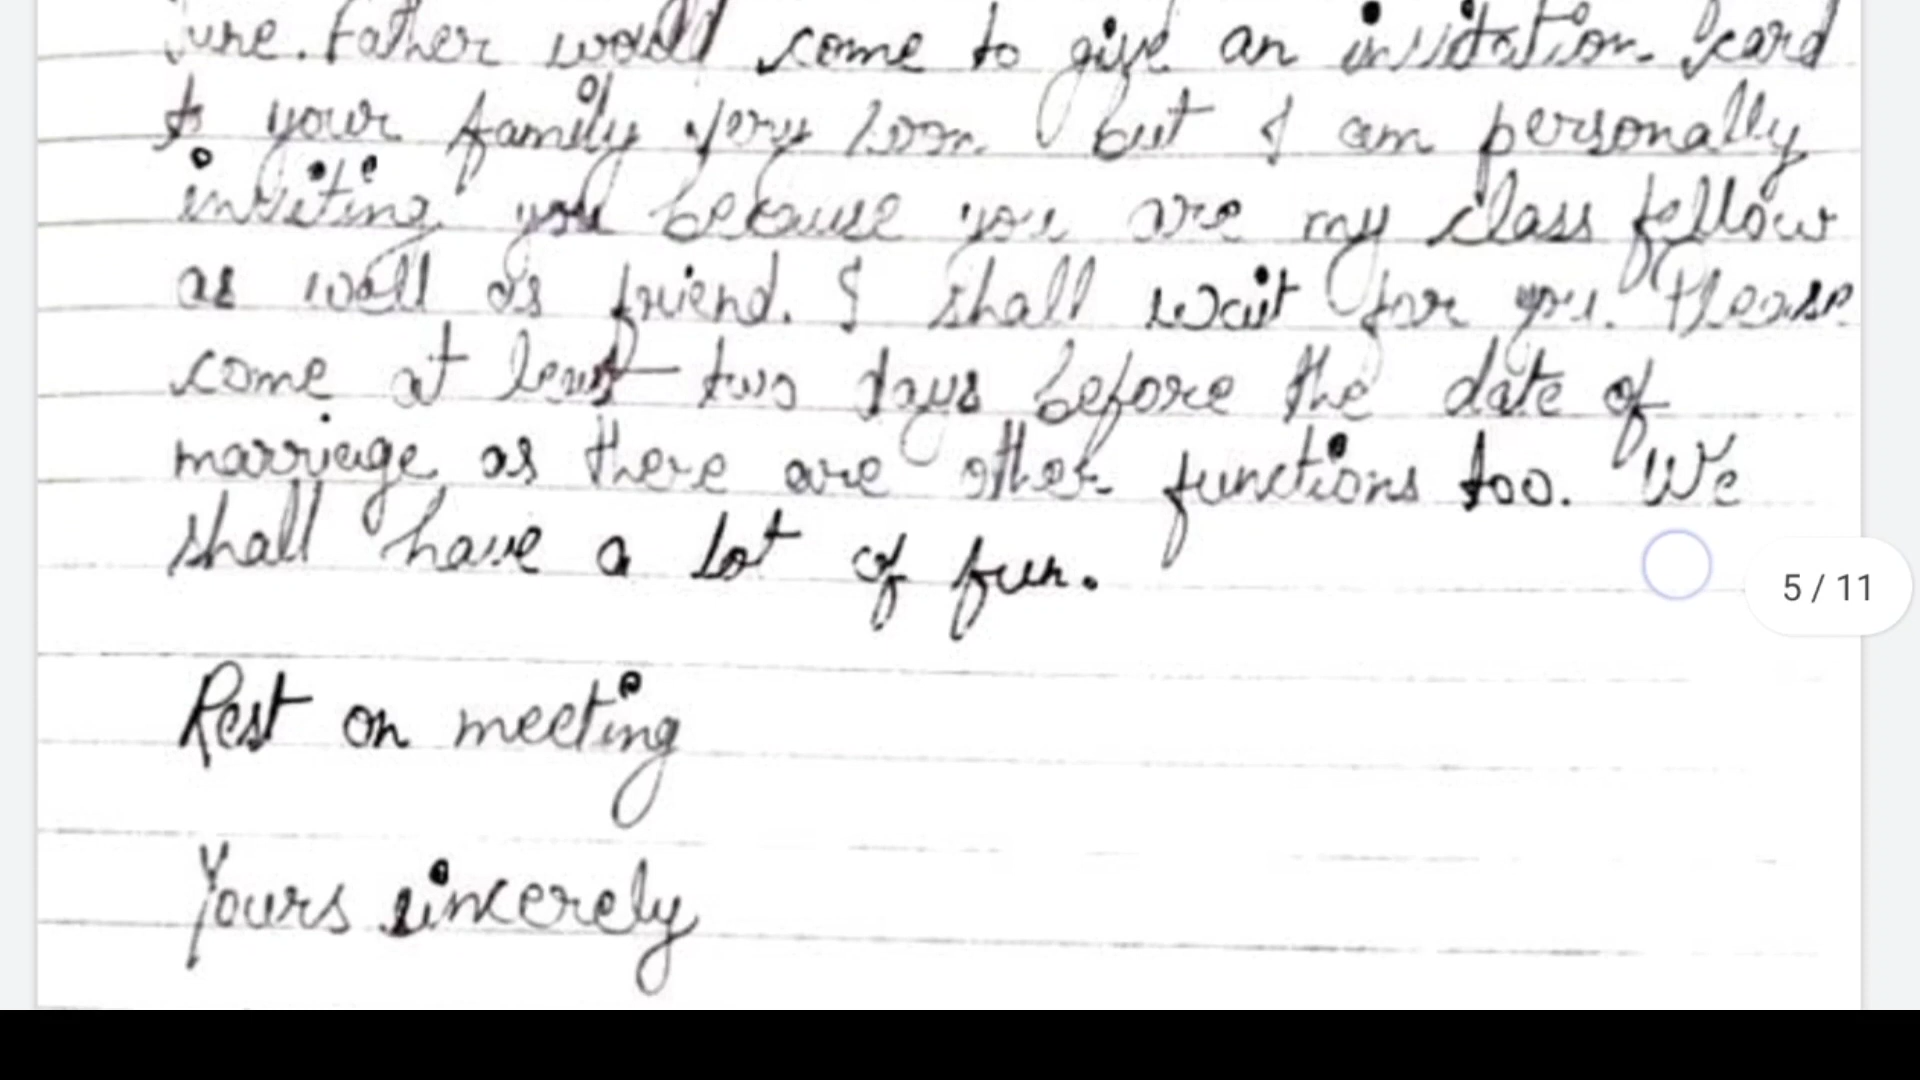 June. Father would come to give an invitation card
to your family very soon. but I am personally
inviting you because you are my class fellow
as well as friend. I shall wait for you. Please
come at least two days before the date of
marriage as there are other functions too. We
shall have a lot of fun.
5 / 11
Rest on meeting
Yours sincerely